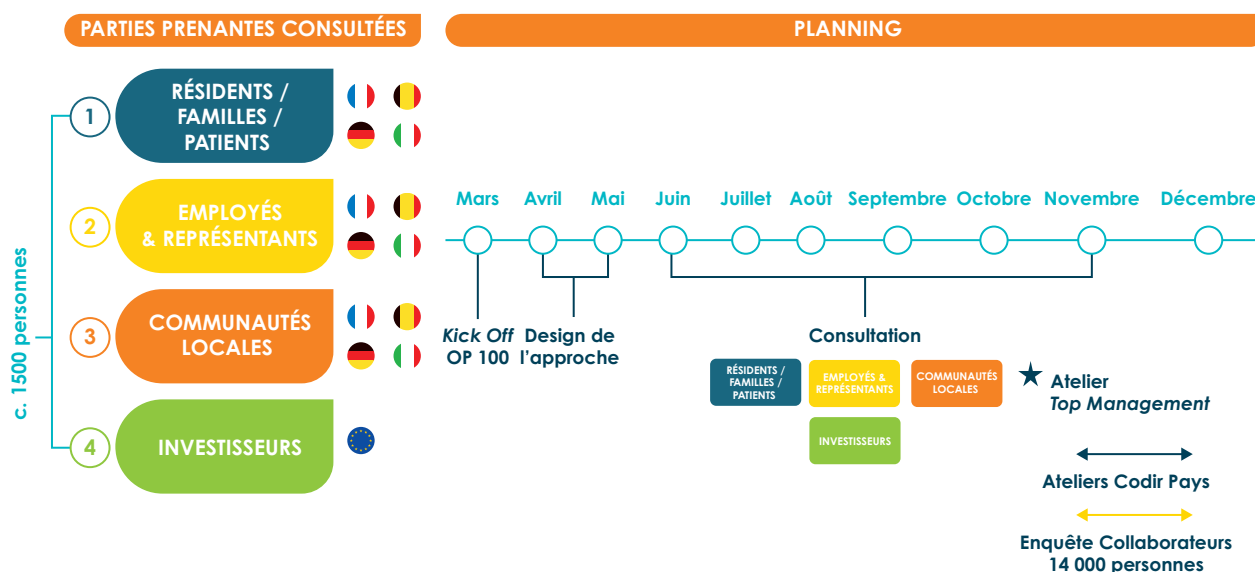 PARTIES PRENANTES CONSULTÉES
PLANNING
c. 1500 personnes
1
RÉSIDENTS /
FAMILLES /
PATIENTS
2
EMPLOYÉS
& REPRÉSENTANTS
3
COMMUNAUTÉS
LOCALES
4
INVESTISSEURS
Mars Avril Mai Juin Juillet Août Septembre Octobre Novembre Décembre
Kick Off
OP 100
Design de
l'approche
Consultation
RÉSIDENTS /
FAMILLES /
PATIENTS
EMPLOYÉS &
REPRÉSENTANTS
COMMUNAUTÉS
LOCALES
INVESTISSEURS
Atelier
Top Management
Ateliers Codir Pays
Enquête Collaborateurs
14 000 personnes